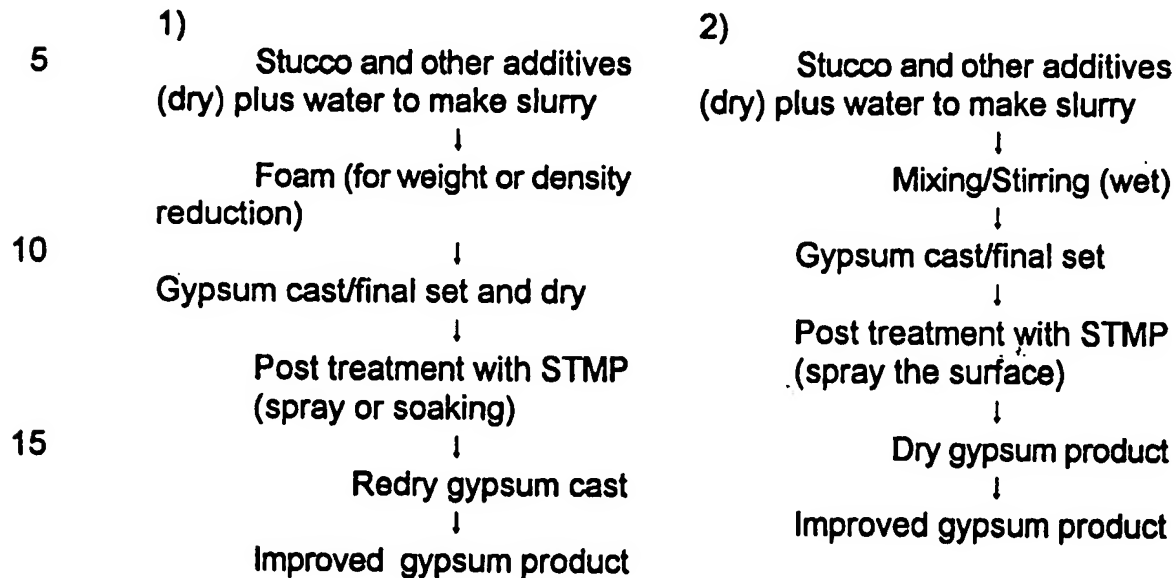 1)
5
Stucco and other additives
(dry) plus water to make slurry
↓
Foam (for weight or density
reduction)
↓
10
Gypsum cast/final set and dry
↓
Post treatment with STMP
(spray or soaking)
↓
15
Redry gypsum cast
↓
Improved gypsum product
2)
Stucco and other additives
(dry) plus water to make slurry
↓
Mixing/Stirring (wet)
↓
Gypsum cast/final set
↓
Post treatment with STMP
(spray the surface)
↓
Dry gypsum product
↓
Improved gypsum product